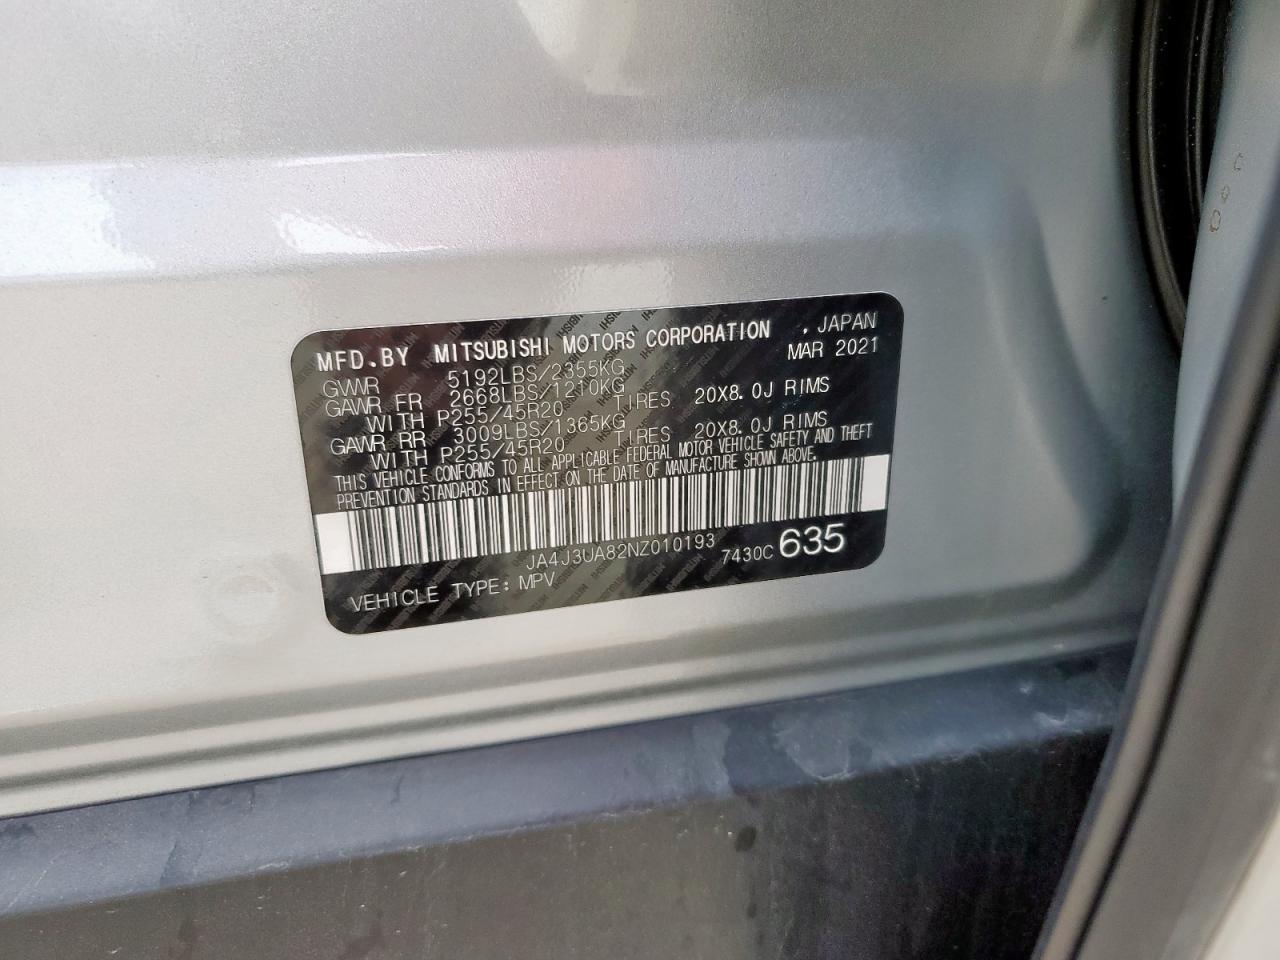 MFD.BY MITSUBISHI MOTORS CORPORATION , JAPAN
MAR 2021
GVWR 5192LBS/2355KG
GAWR FR 2668LBS/1210KG
WITH P255/45R20 TIRES 20X8.0J RIMS
GAWR RR 3009LBS/1365KG
WITH P255/45R20 TIRES 20X8.0J RIMS
THIS VEHICLE CONFORMS TO ALL APPLICABLE FEDERAL MOTOR VEHICLE SAFETY AND THEFT
PREVENTION STANDARDS IN EFFECT ON THE DATE OF MANUFACTURE SHOWN ABOVE.
JA4J3UA82NZ010193 7430C 635
VEHICLE TYPE: MPV